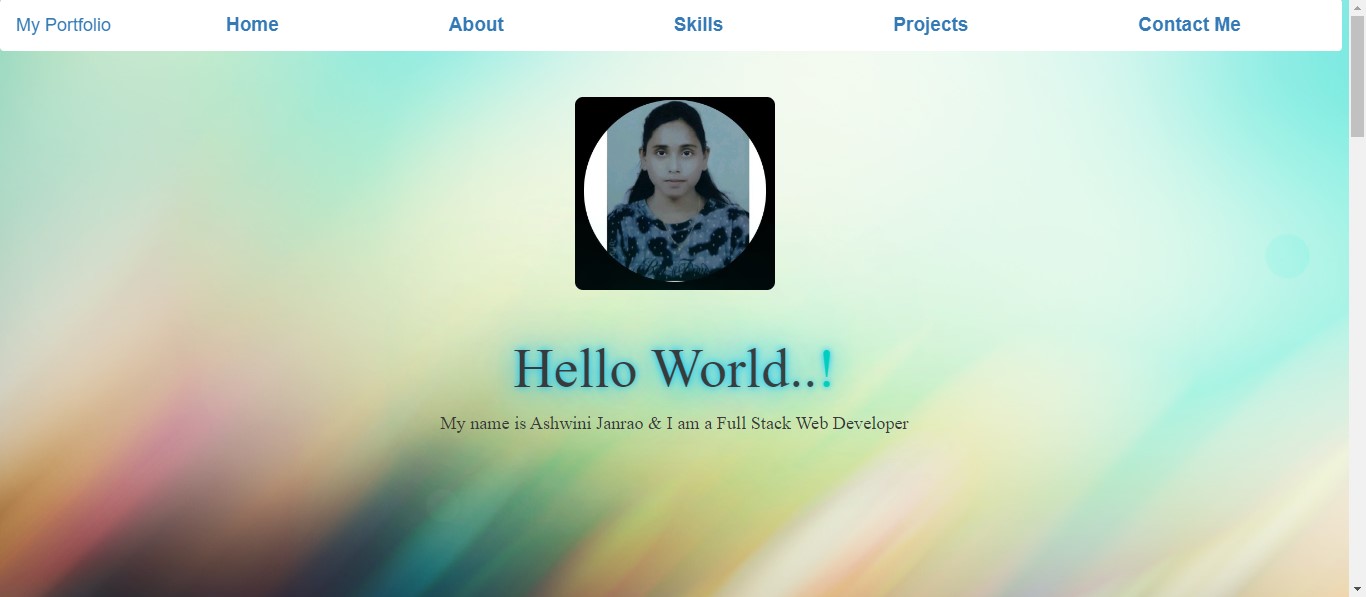 My Portfolio Home About Skills Projects Contact Me
Hello World..!
My name is Ashwini Janrao & I am a Full Stack Web Developer